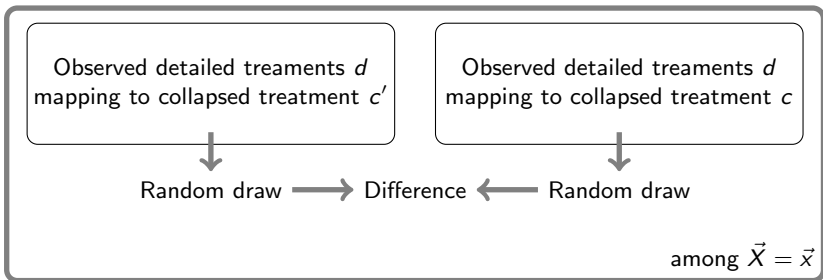 Observed detailed treaments d
mapping to collapsed treatment c′
Observed detailed treaments d
mapping to collapsed treatment c
Random draw
Difference
Random draw
among X⃗ = x⃗